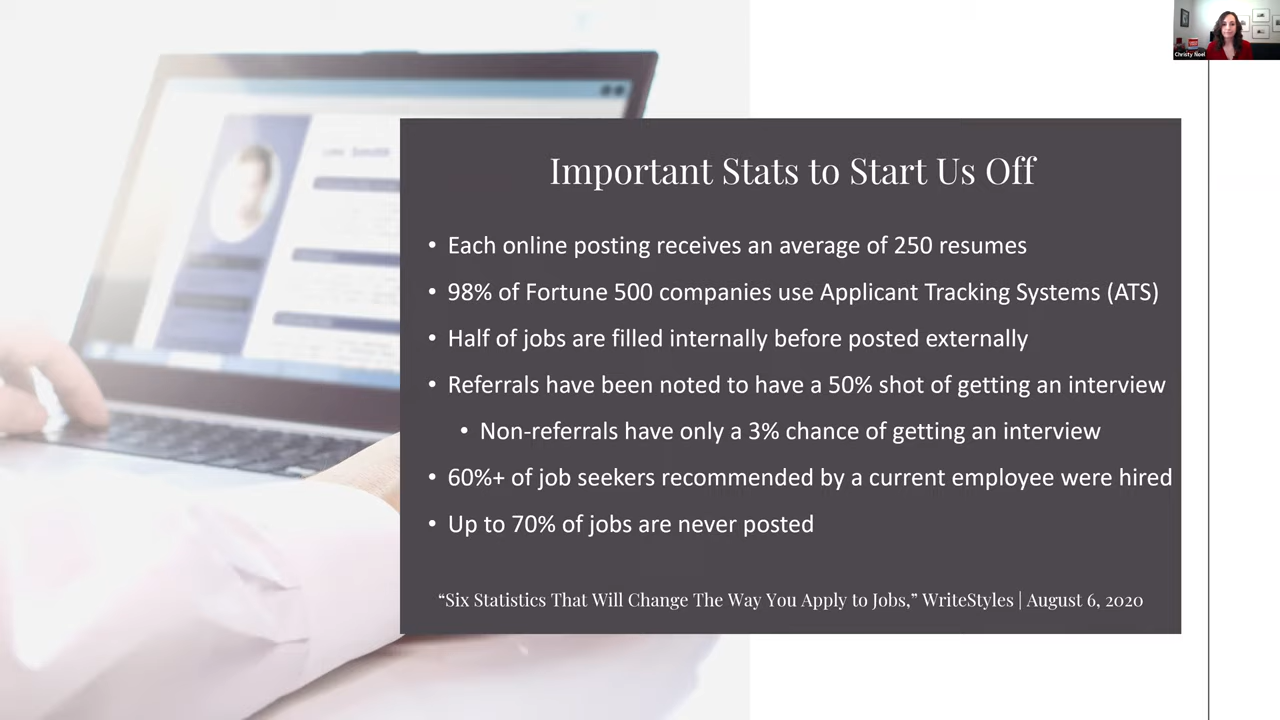 Christy Noel
Important Stats to Start Us Off
• Each online posting receives an average of 250 resumes
• 98% of Fortune 500 companies use Applicant Tracking Systems (ATS)
• Half of jobs are filled internally before posted externally
• Referrals have been noted to have a 50% shot of getting an interview
• Non-referrals have only a 3% chance of getting an interview
• 60%+ of job seekers recommended by a current employee were hired
• Up to 70% of jobs are never posted
“Six Statistics That Will Change The Way You Apply to Jobs,” WriteStyles | August 6, 2020